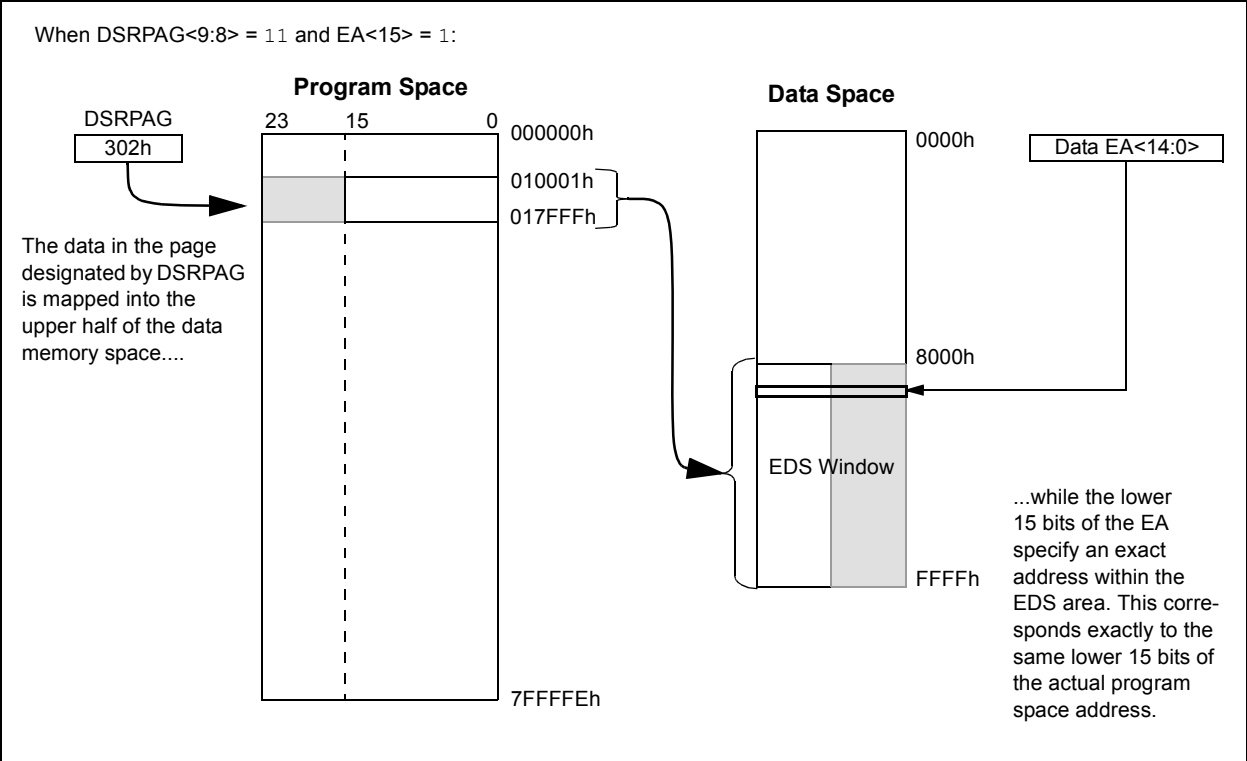 When DSRPAG<9:8> = 11 and EA<15> = 1:
Program Space
Data Space
DSRPAG
302h
23
15
0
000000h
010001h
017FFFh
7FFFFEh
The data in the page
designated by DSRPAG
is mapped into the
upper half of the data
memory space....
0000h
8000h
EDS Window
FFFFh
Data EA<14:0>
...while the lower
15 bits of the EA
specify an exact
address within the
EDS area. This corre-
sponds exactly to the
same lower 15 bits of
the actual program
space address.